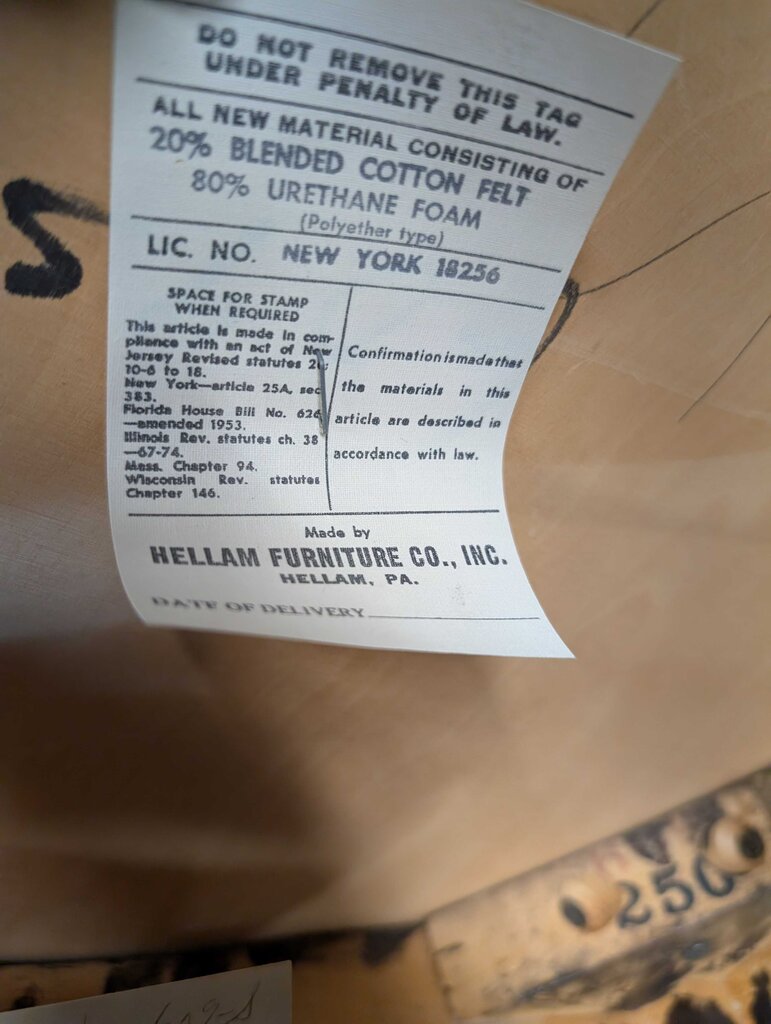 DO NOT REMOVE THIS TAG
UNDER PENALTY OF LAW.
ALL NEW MATERIAL CONSISTING OF
20% BLENDED COTTON FELT
80% URETHANE FOAM
(Polyether type)
LIC. NO. NEW YORK 18256
SPACE FOR STAMP
WHEN REQUIRED
This article is made in com-
pliance with an act of New
Jersey Revised statutes 26:
10-6 to 18.
New York—article 25A, sec
383.
Florida House Bill No. 626
—amended 1953.
Illinois Rev. statutes ch. 38
—67-74.
Mass. Chapter 94.
Wisconsin Rev. statutes
Chapter 146.
Confirmation is made that
the materials in this
article are described in
accordance with law.
Made by
HELLAM FURNITURE CO., INC.
HELLAM, PA.
DATE OF DELIVERY
250